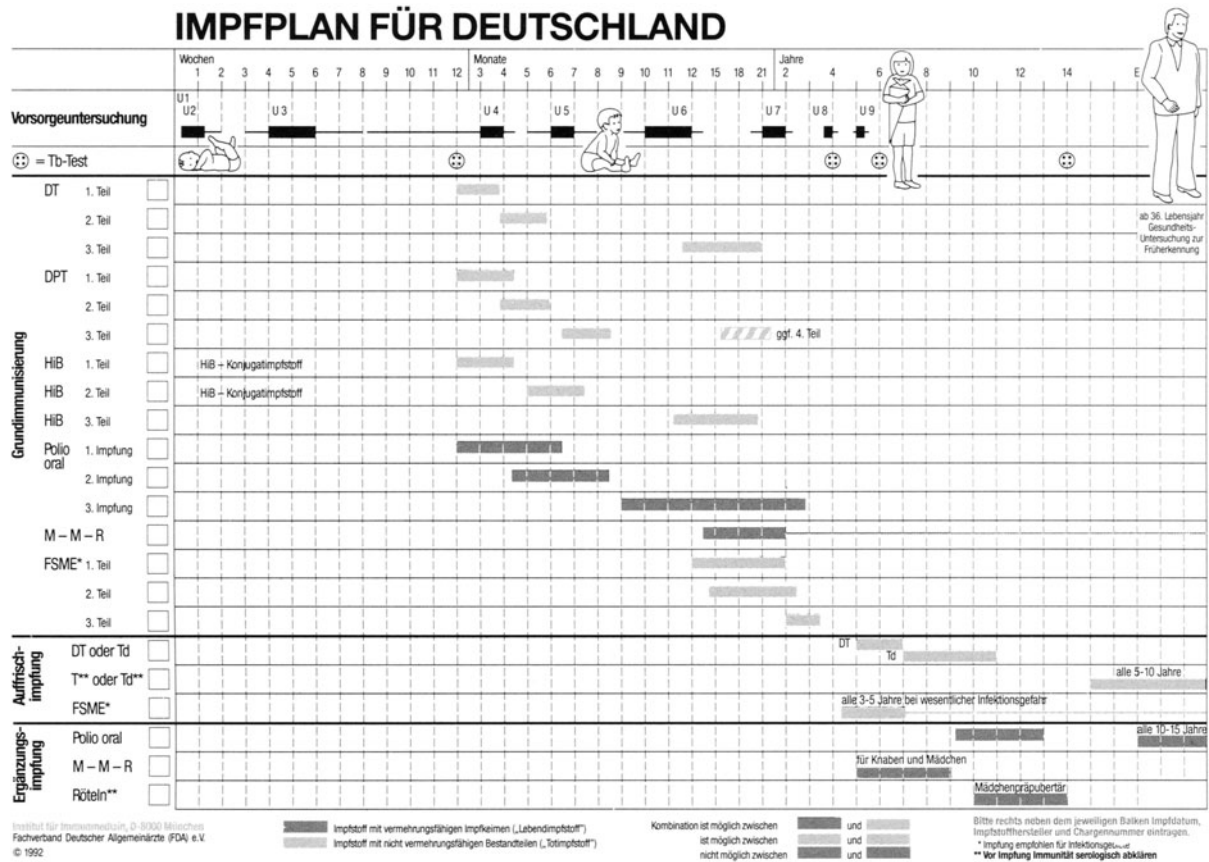 IMPFPLAN FÜR DEUTSCHLAND
Wochen Monate Jahre
1 2 3 4 5 6 7 8 9 10 11 12 3 4 5 6 7 8 9 10 11 12 15 18 21 2 4 6 8 10 12 14 E
U1
Vorsorgeuntersuchung U2 U3 U4 U5 U6 U7 U8 U9
= Tb-Test
ab 36. Lebensjahr
Gesundheits-
Untersuchung zur
Früherkennung
Grundimmunisierung
DT 1. Teil
2. Teil
3. Teil
DPT 1. Teil
2. Teil
3. Teil ggf. 4. Teil
HiB 1. Teil HiB – Konjugatimpfstoff
HiB 2. Teil HiB – Konjugatimpfstoff
HiB 3. Teil
Polio oral 1. Impfung
2. Impfung
3. Impfung
M – M – R
FSME* 1. Teil
2. Teil
3. Teil
Auffrisch-
impfung
DT oder Td DT Td
T** oder Td** alle 5-10 Jahre
FSME* alle 3-5 Jahre bei wesentlicher Infektionsgefahr
Ergänzungs-
impfung
Polio oral alle 10-15 Jahre
M – M – R für Knaben und Mädchen
Röteln** Mädchenpräpubertär
Institut für Immunomedizin, D-8000 München
Fachverband Deutscher Allgemeinärzte (FDA) e.V.
© 1992
Impfstoff mit vermehrungsfähigen Impfkeimen („Lebendimpfstoff")
Impfstoff mit nicht vermehrungsfähigen Bestandteilen („Totimpfstoff")
Kombination ist möglich zwischen und
ist möglich zwischen und
nicht möglich zwischen und
Bitte rechts neben dem jeweiligen Balken Impfdatum,
Impfstoffhersteller und Chargennummer eintragen.
* Impfung empfohlen für
** Vor Impfung Immunität serologisch abklären